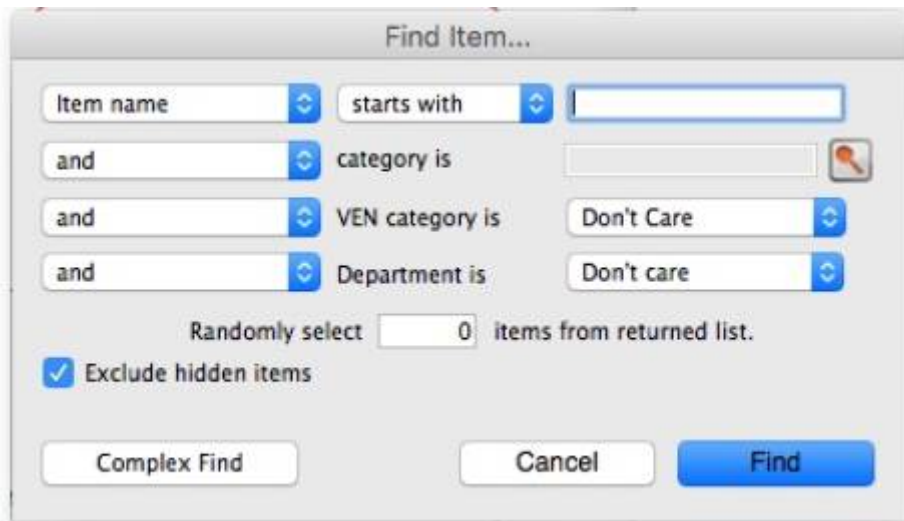 Find Item...
Item name starts with
and category is
and VEN category is Don't Care
and Department is Don't care
Randomly select 0 items from returned list.
Exclude hidden items
Complex Find Cancel Find